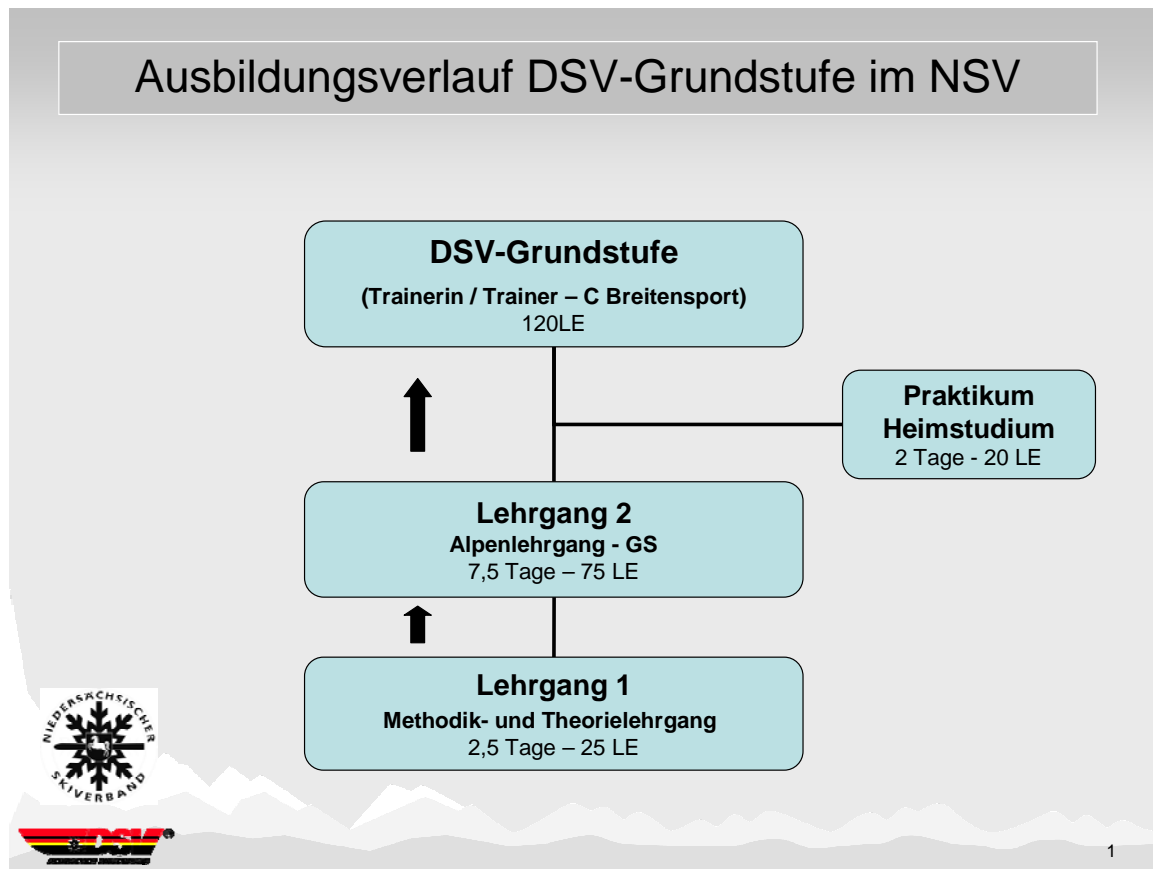 Ausbildungsverlauf DSV-Grundstufe im NSV
DSV-Grundstufe
(Trainerin / Trainer – C Breitensport)
120LE
Praktikum
Heimstudium
2 Tage - 20 LE
Lehrgang 2
Alpenlehrgang - GS
7,5 Tage – 75 LE
Lehrgang 1
Methodik- und Theorielehrgang
2,5 Tage – 25 LE
NIEDERSÄCHSISCHER
SKIVERBAND
DSV®
1